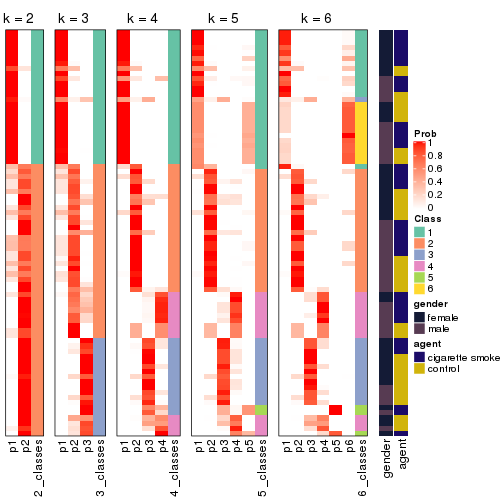 k = 2 k = 3 k = 4 k = 5 k = 6
Prob
1
0.8
0.6
0.4
0.2
0
Class
1
2
3
4
5
6
gender
female
male
agent
cigarette smoke
control
p1 p2 2_classes p1 p2 p3 3_classes p1 p2 p3 p4 4_classes p1 p2 p3 p4 p5 5_classes p1 p2 p3 p4 p5 p6 6_classes gender agent